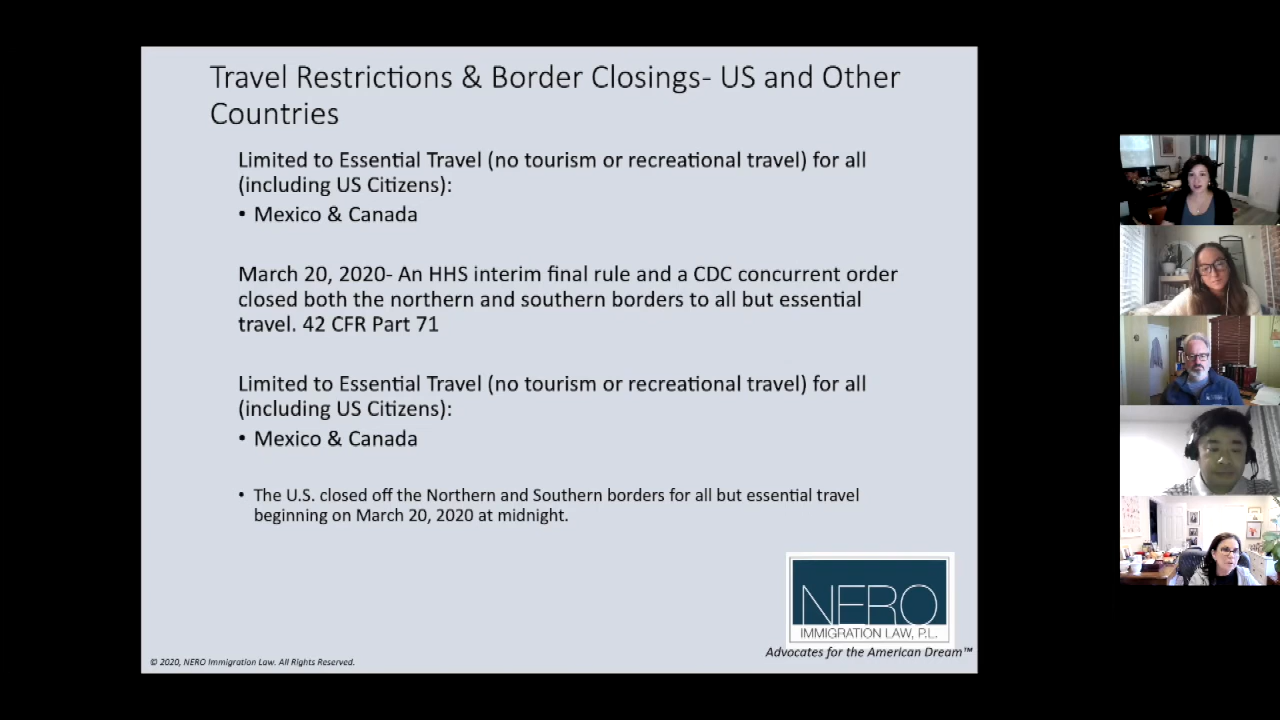 Travel Restrictions & Border Closings- US and Other
Countries
Limited to Essential Travel (no tourism or recreational travel) for all
(including US Citizens):
• Mexico & Canada
March 20, 2020- An HHS interim final rule and a CDC concurrent order
closed both the northern and southern borders to all but essential
travel. 42 CFR Part 71
Limited to Essential Travel (no tourism or recreational travel) for all
(including US Citizens):
• Mexico & Canada
• The U.S. closed off the Northern and Southern borders for all but essential travel
beginning on March 20, 2020 at midnight.
NERO
IMMIGRATION LAW, P.L.
Advocates for the American Dream™
© 2020, NERO Immigration Law. All Rights Reserved.